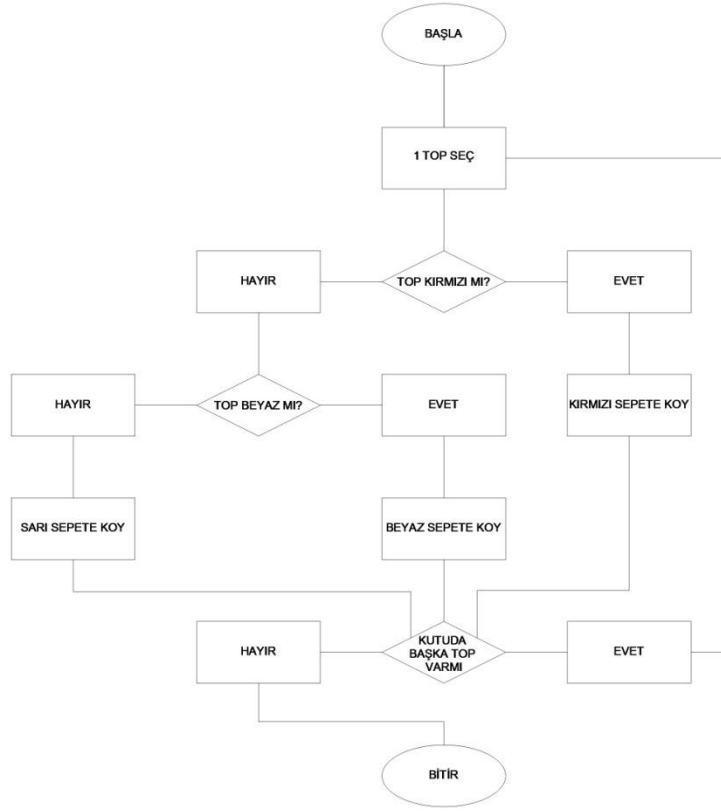 BAŞLA
1 TOP SEÇ
HAYIR
TOP KIRMIZI MI?
EVET
HAYIR
TOP BEYAZ MI?
EVET
KIRMIZI SEPETE KOY
SARI SEPETE KOY
BEYAZ SEPETE KOY
HAYIR
KUTUDA
BAŞKA TOP
VARMI
EVET
BİTİR